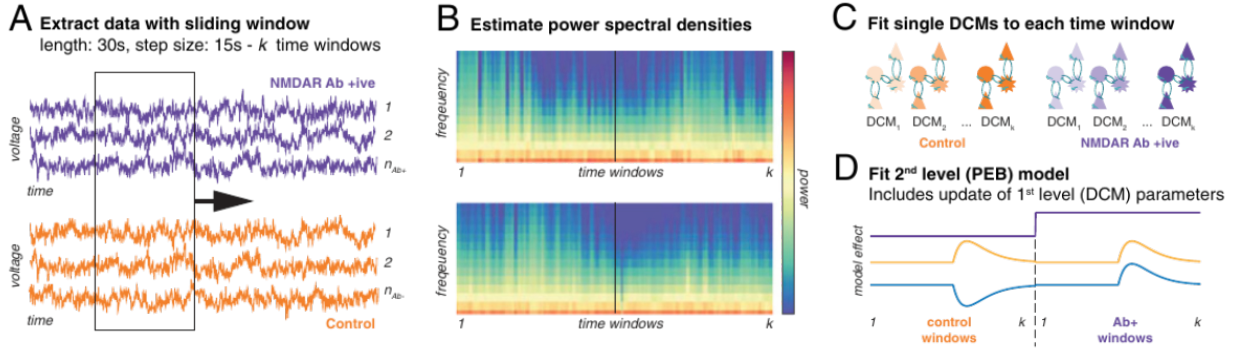 A Extract data with sliding window
length: 30s, step size: 15s - k time windows
NMDAR Ab +ive
voltage
1
2
n Ab+
time
voltage
1
2
n Ab-
time
Control
B Estimate power spectral densities
frequency
1 time windows k
frequency
1 time windows k
power
C Fit single DCMs to each time window
DCM1 DCM2 ... DCMk
Control
DCM1 DCM2 ... DCMk
NMDAR Ab +ive
D Fit 2nd level (PEB) model
Includes update of 1st level (DCM) parameters
model effect
1 control k 1 Ab+ k
windows windows